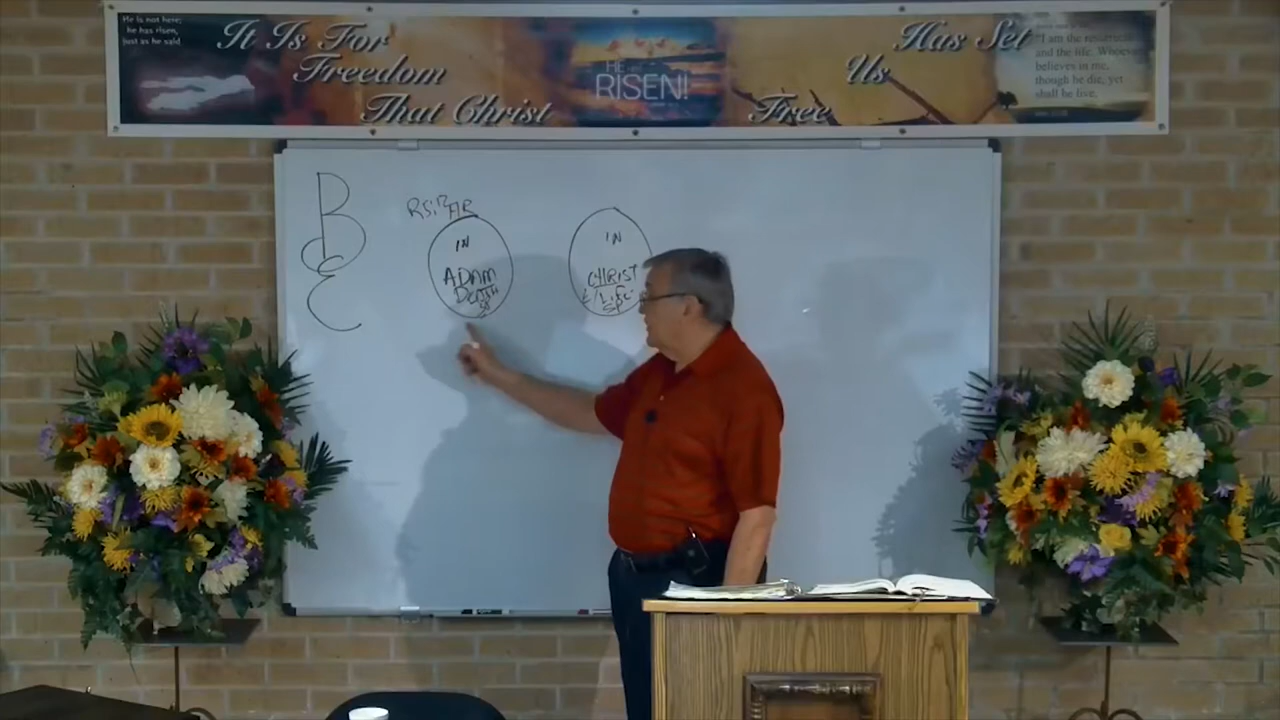 He is not here;
he has risen,
just as he said
It Is For
Freedom
That Christ
HE
RISEN!
Has Set
Us
Free
"I am the resurrection
and the life. Whoever
believes in me,
though he die, yet
shall he live.
BE
IN
ADAM
Death
IN
CHRIST